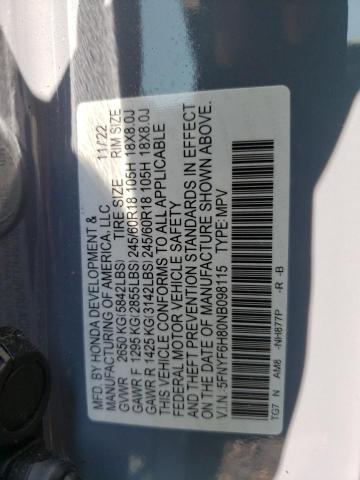 MFD. BY HONDA DEVELOPMENT & 11/22
MANUFACTURING OF AMERICA, LLC
GVWR 2650 KG(5842LBS) TIRE SIZE RIM SIZE
GAWR F 1295 KG(2855LBS) 245/60R18 105H 18X8.0J
GAWR R 1425 KG(3142LBS) 245/60R18 105H 18X8.0J
THIS VEHICLE CONFORMS TO ALL APPLICABLE
FEDERAL MOTOR VEHICLE SAFETY
AND THEFT PREVENTION STANDARDS IN EFFECT
ON THE DATE OF MANUFACTURE SHOWN ABOVE.
V.I.N.:5FNYF6H80NB098115 TYPE:MPV
TG7 N AM8 -NH877P -R -B